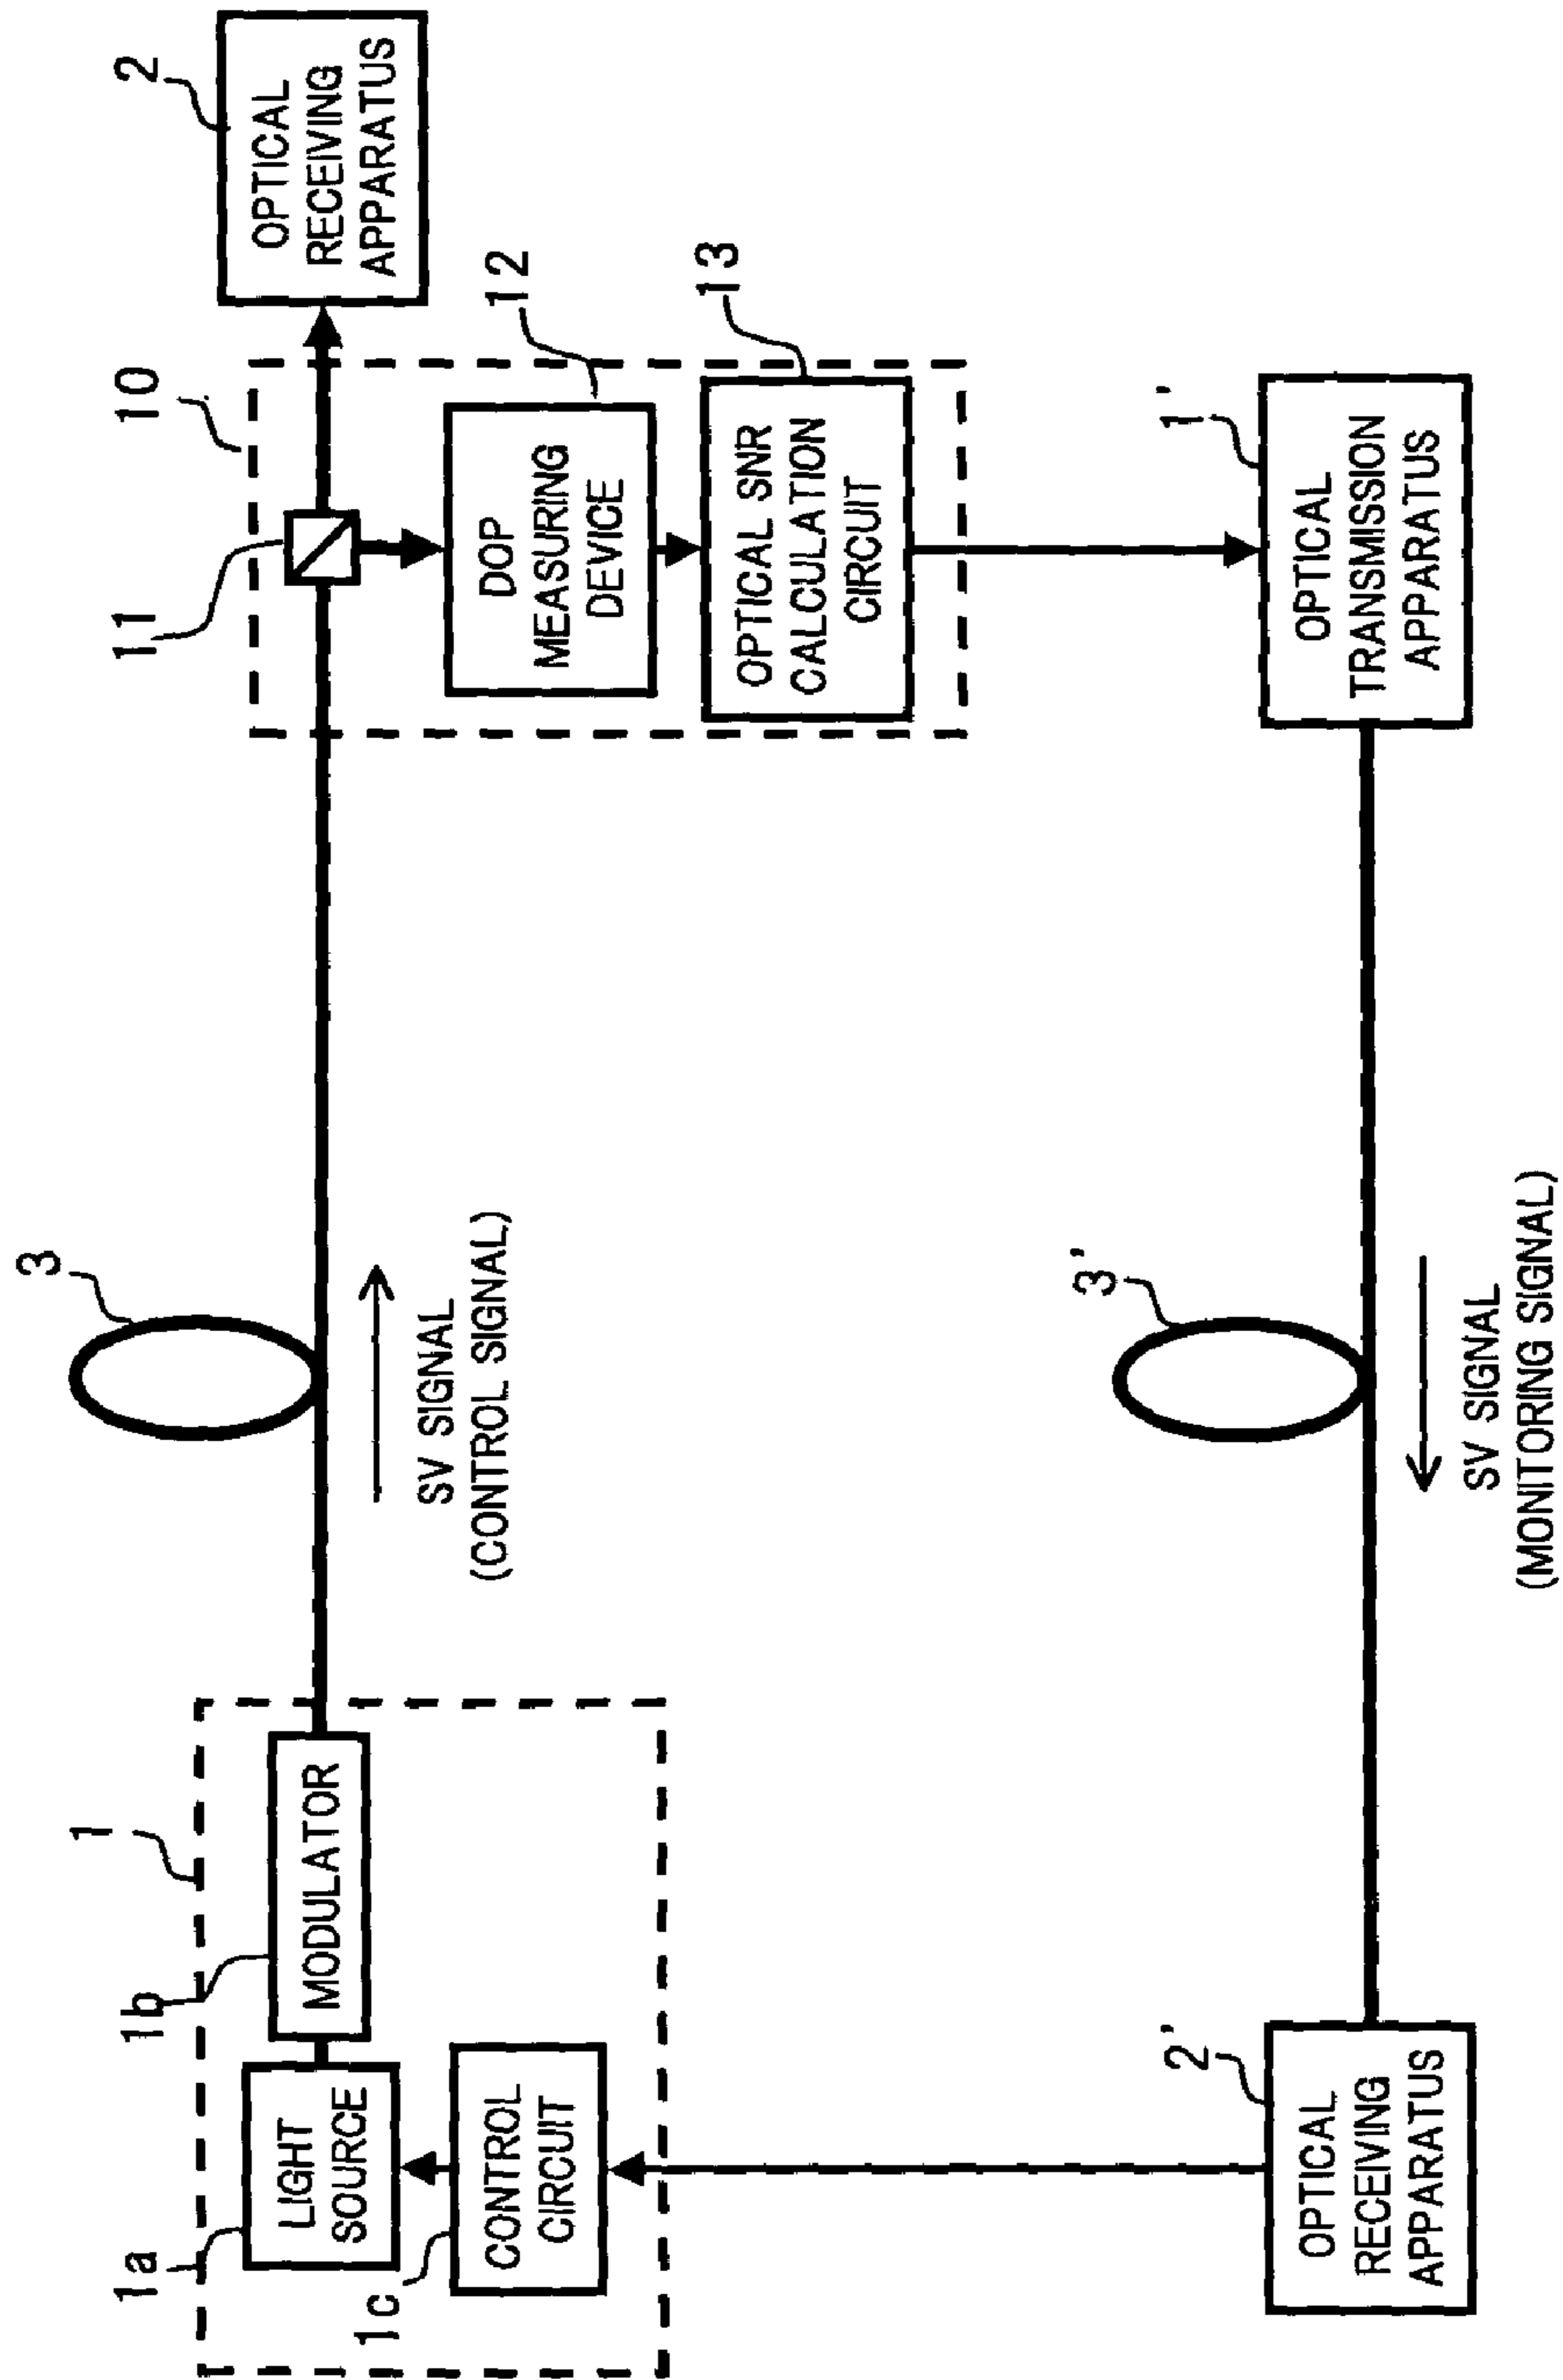 1
1a
LIGHT
SOURCE
1b
MODULATOR
1c
CONTROL
CIRCUIT
3
SV SIGNAL
(CONTROL SIGNAL)
10
11
12
DOP
MEASURING
DEVICE
13
OPTICAL SNR
CALCULATION
CIRCUIT
2
OPTICAL
RECEIVING
APPARATUS
2'
OPTICAL
RECEIVING
APPARATUS
3'
SV SIGNAL
(MONITORING SIGNAL)
1'
OPTICAL
TRANSMISSION
APPARATUS